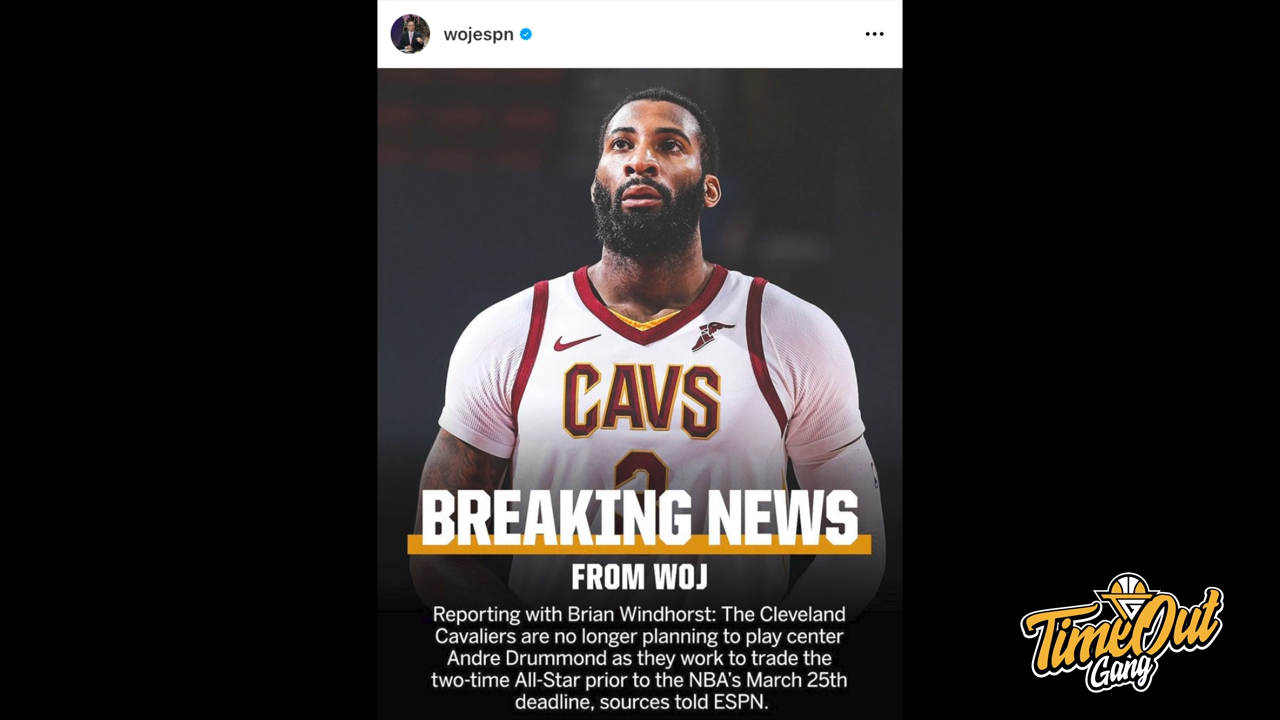 wojespn
CAVS
BREAKING NEWS
FROM WOJ
Reporting with Brian Windhorst: The Cleveland
Cavaliers are no longer planning to play center
Andre Drummond as they work to trade the
two-time All-Star prior to the NBA's March 25th
deadline, sources told ESPN.
TimeOut
Gang